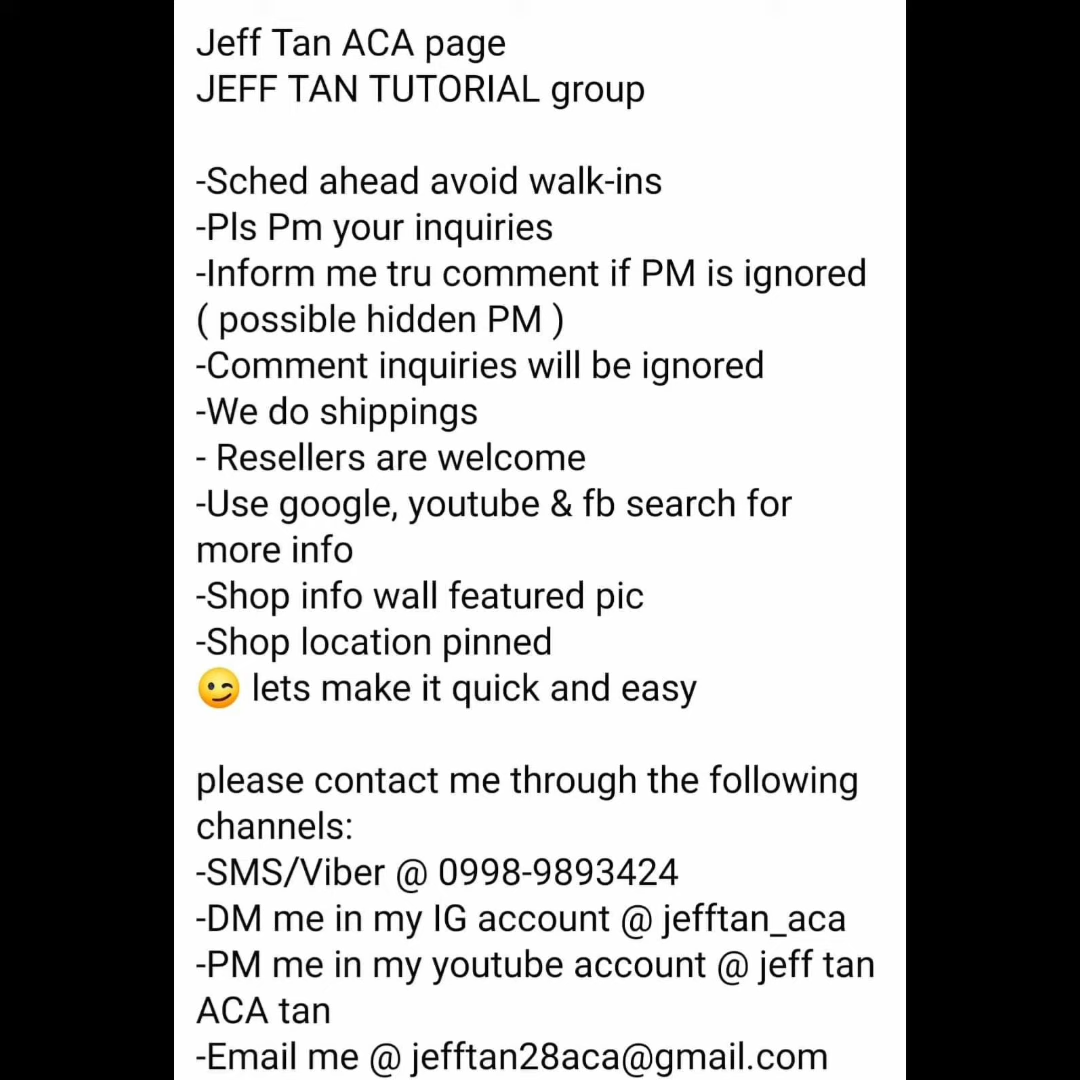 Jeff Tan ACA page
JEFF TAN TUTORIAL group
-Sched ahead avoid walk-ins
-Pls Pm your inquiries
-Inform me tru comment if PM is ignored
( possible hidden PM )
-Comment inquiries will be ignored
-We do shippings
- Resellers are welcome
-Use google, youtube & fb search for
more info
-Shop info wall featured pic
-Shop location pinned
😉 lets make it quick and easy
please contact me through the following
channels:
-SMS/Viber @ 0998-9893424
-DM me in my IG account @ jefftan_aca
-PM me in my youtube account @ jeff tan
ACA tan
-Email me @ jefftan28aca@gmail.com